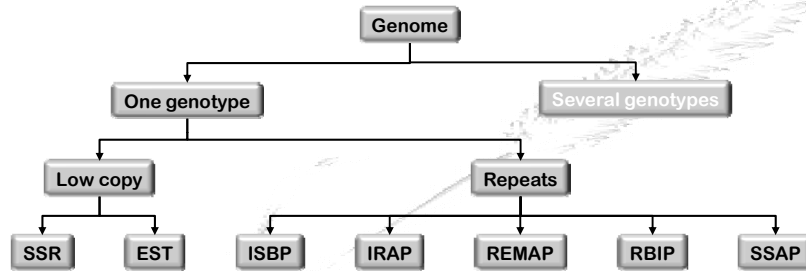 Genome
One genotype
Several genotypes
Low copy
Repeats
SSR
EST
ISBP
IRAP
REMAP
RBIP
SSAP